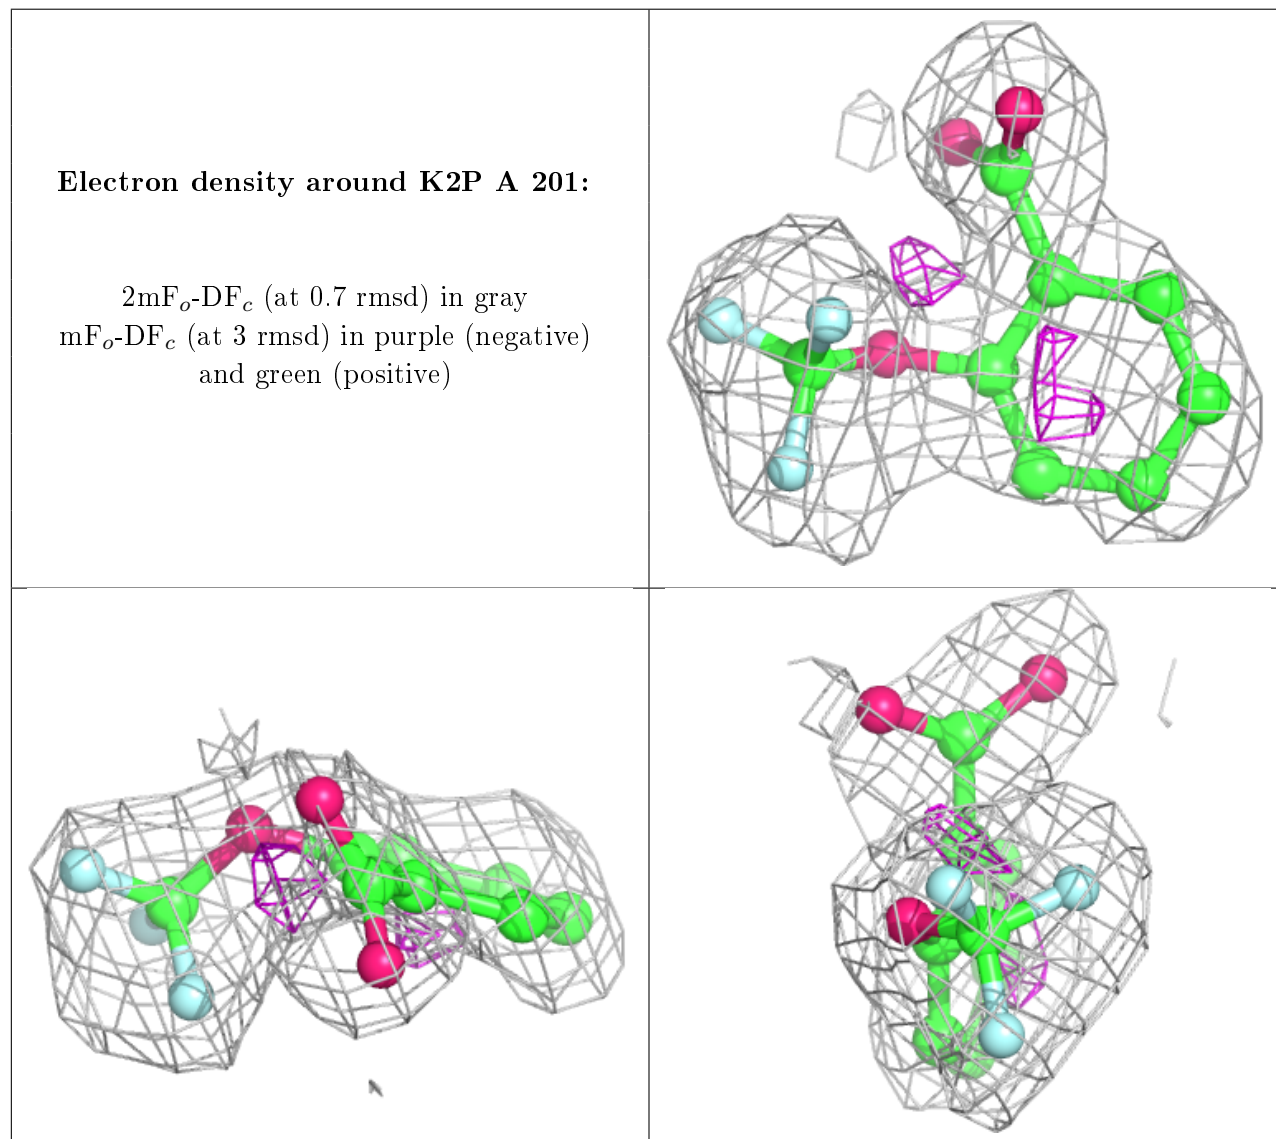 Electron density around K2P A 201:
2mFo-DFc (at 0.7 rmsd) in gray
mFo-DFc (at 3 rmsd) in purple (negative)
and green (positive)